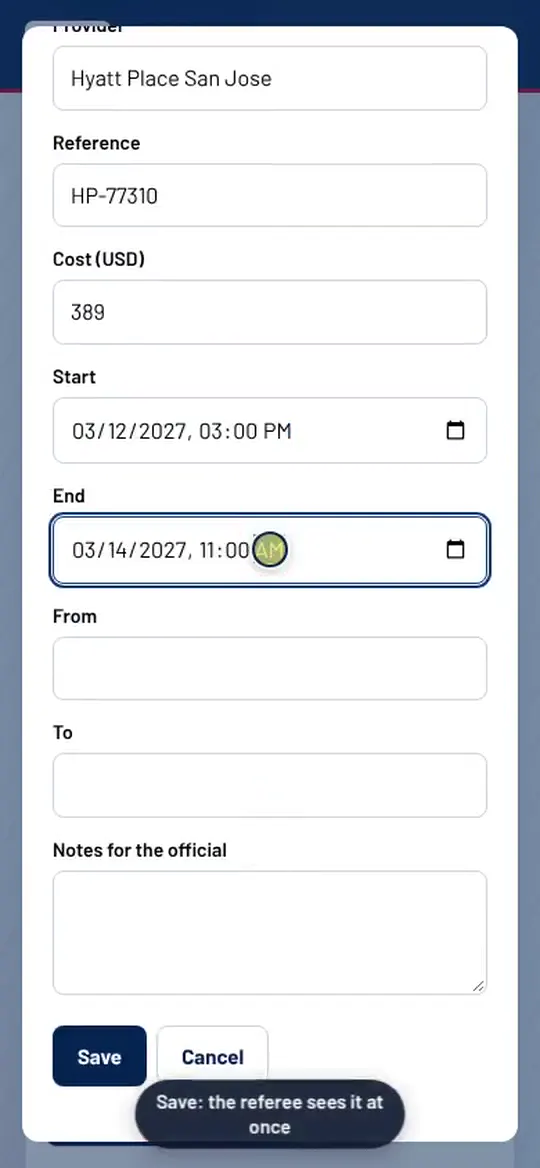 Provider
Hyatt Place San Jose
Reference
HP-77310
Cost (USD)
389
Start
03/12/2027, 03:00 PM
End
03/14/2027, 11:00 AM
From
To
Notes for the official
Save
Cancel
Save: the referee sees it at
once